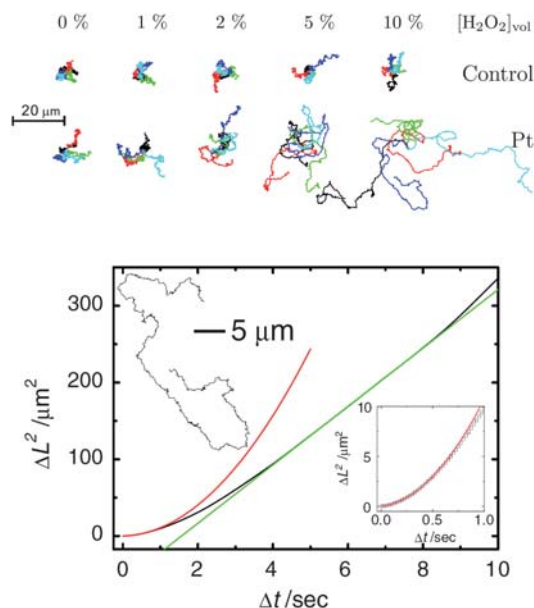 0 % 1 % 2 % 5 % 10 % [H₂O₂]vol
Control
20 μm
Pt
300
200
100
0
ΔL² /μm²
5 μm
10
5
0
ΔL² /μm²
0.0 0.5 1.0
Δt /sec
0 2 4 6 8 10
Δt /sec